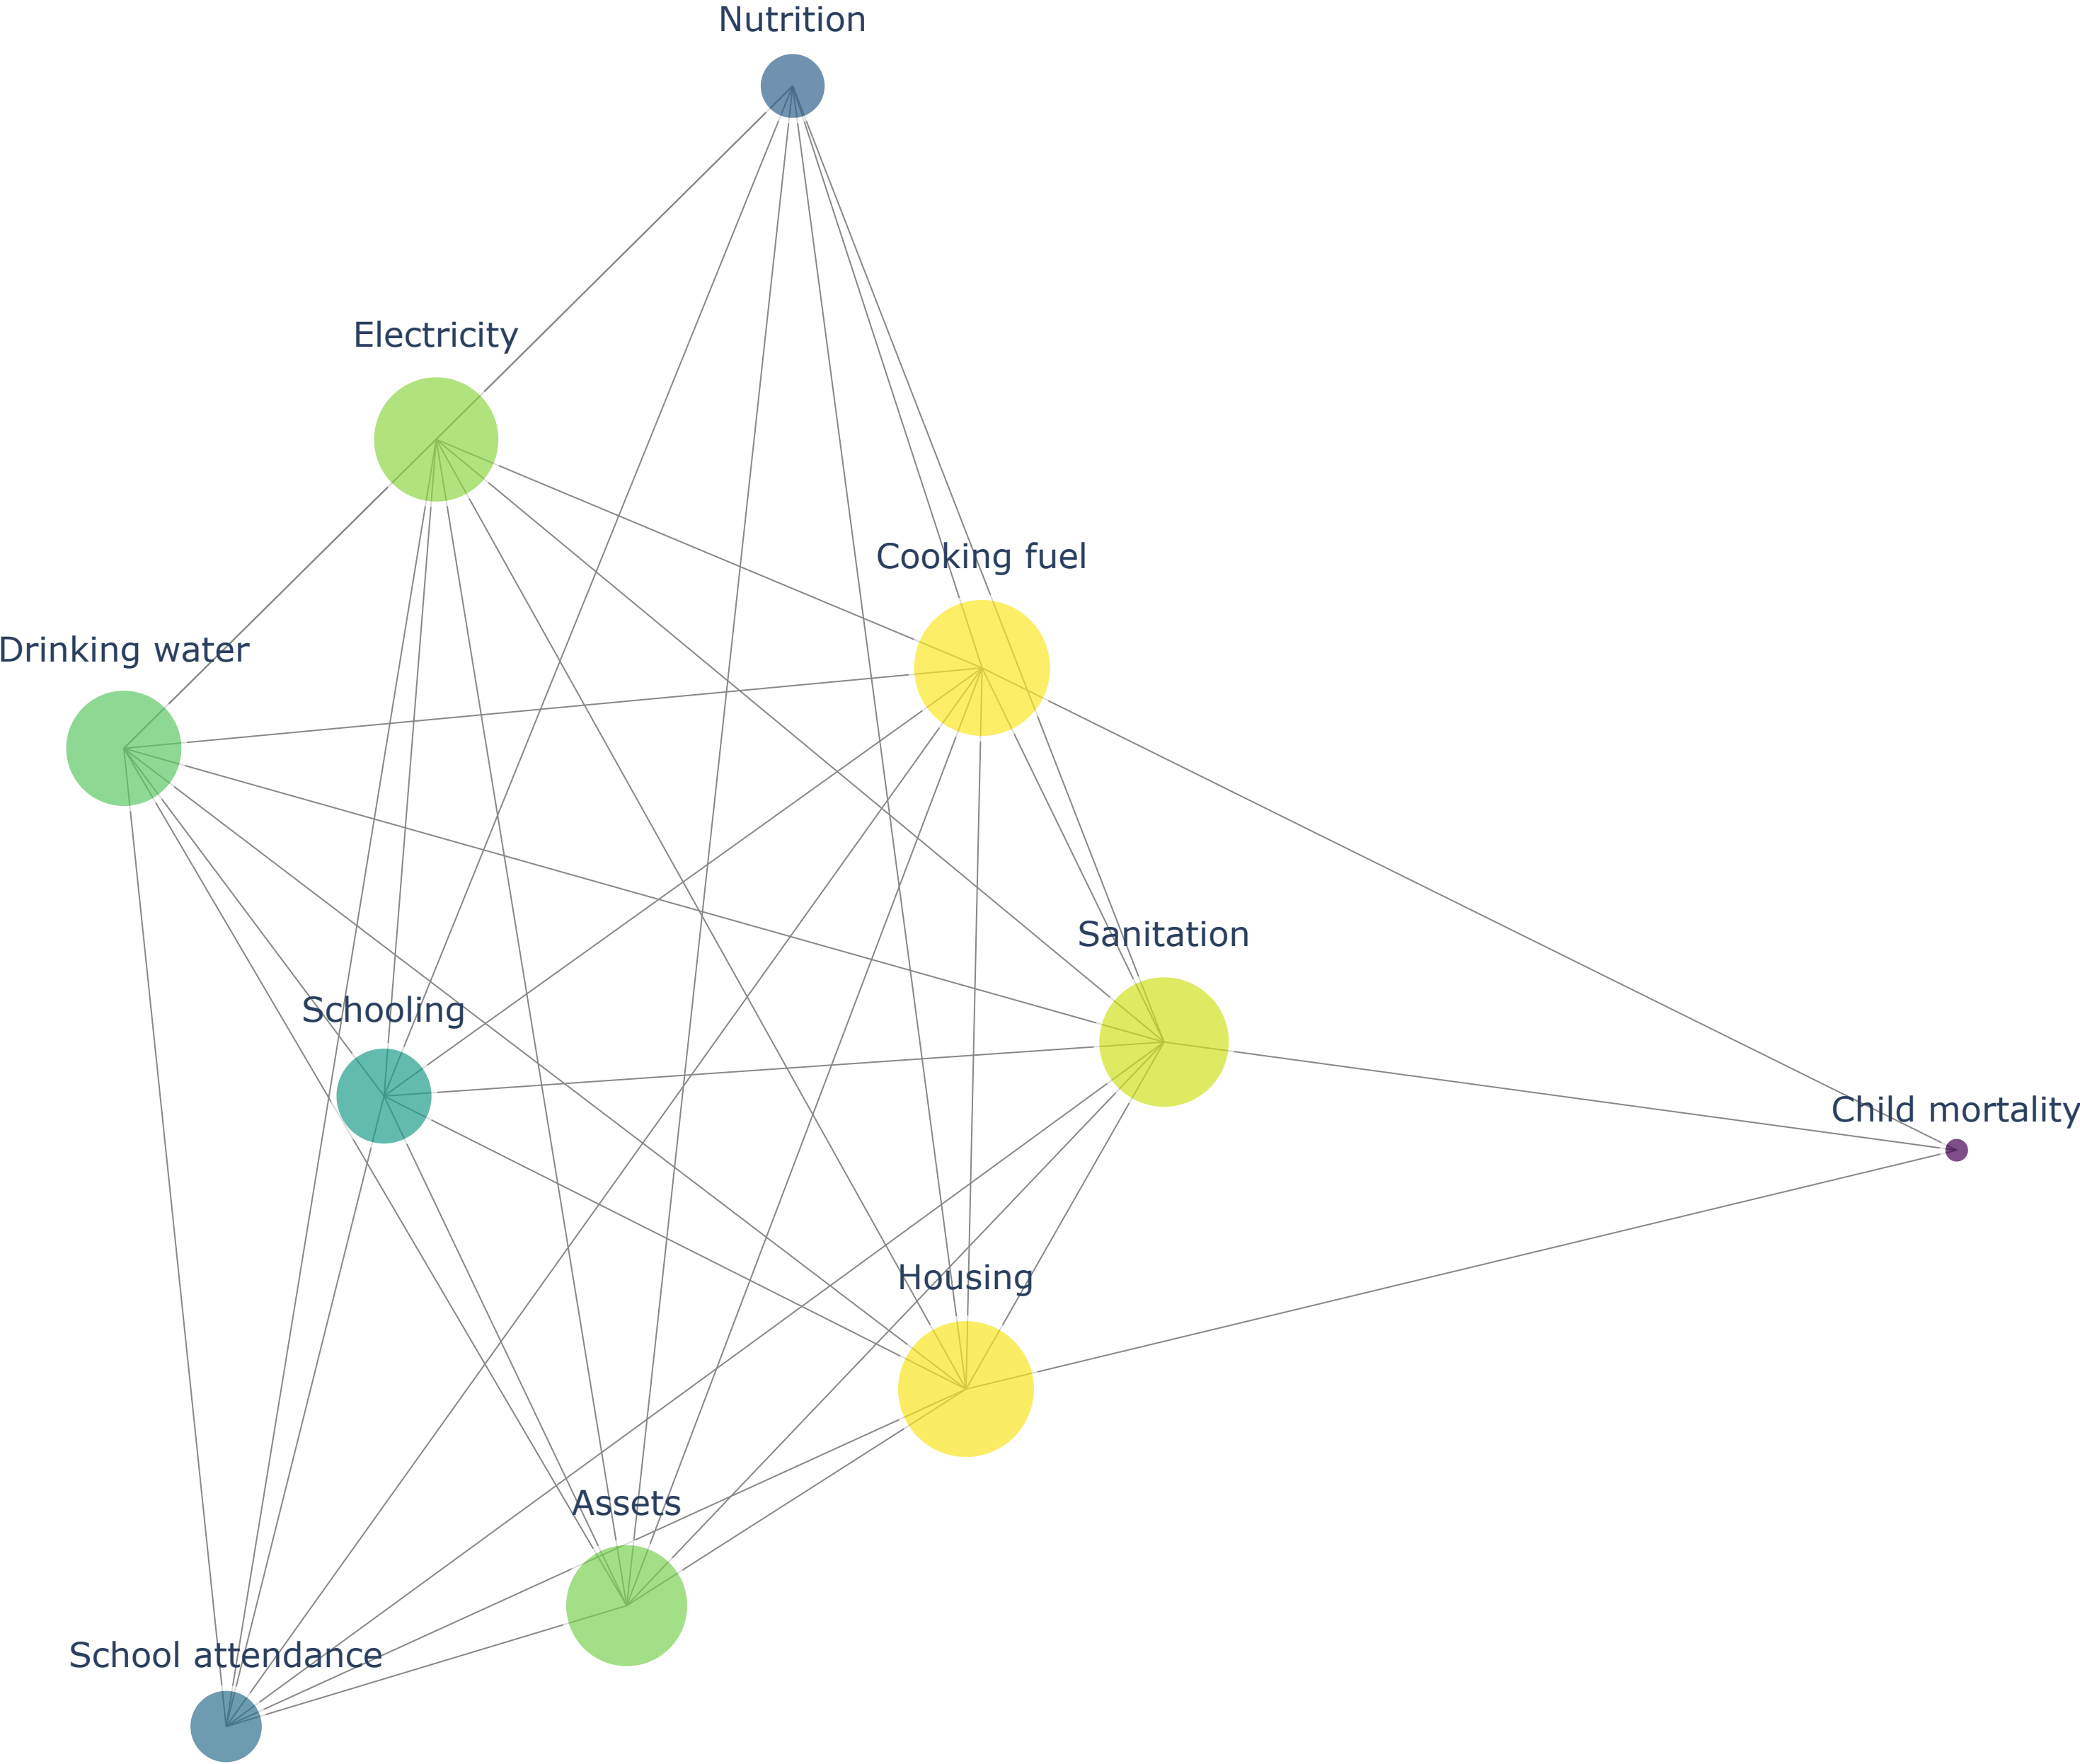 Nutrition
Electricity
Cooking fuel
Drinking water
Sanitation
Schooling
Child mortality
Housing
Assets
School attendance